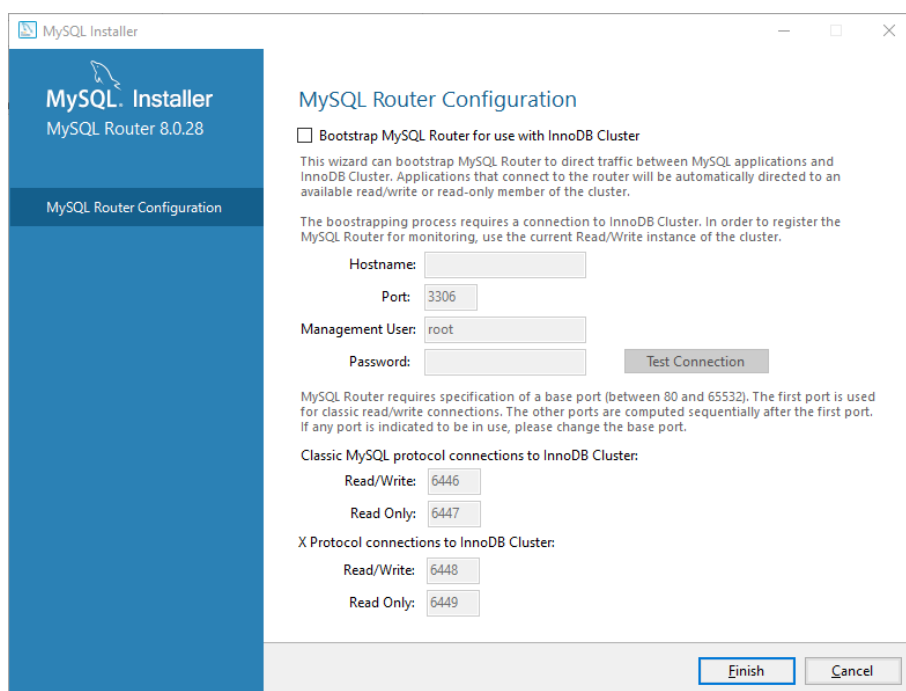 MySQL Installer
MySQL. Installer
MySQL Router 8.0.28
MySQL Router Configuration
MySQL Router Configuration
Bootstrap MySQL Router for use with InnoDB Cluster
This wizard can bootstrap MySQL Router to direct traffic between MySQL applications and
InnoDB Cluster. Applications that connect to the router will be automatically directed to an
available read/write or read-only member of the cluster.
The boostrapping process requires a connection to InnoDB Cluster. In order to register the
MySQL Router for monitoring, use the current Read/Write instance of the cluster.
Hostname:
Port: 3306
Management User: root
Password: Test Connection
MySQL Router requires specification of a base port (between 80 and 65532). The first port is used
for classic read/write connections. The other ports are computed sequentially after the first port.
If any port is indicated to be in use, please change the base port.
Classic MySQL protocol connections to InnoDB Cluster:
Read/Write: 6446
Read Only: 6447
X Protocol connections to InnoDB Cluster:
Read/Write: 6448
Read Only: 6449
Finish Cancel